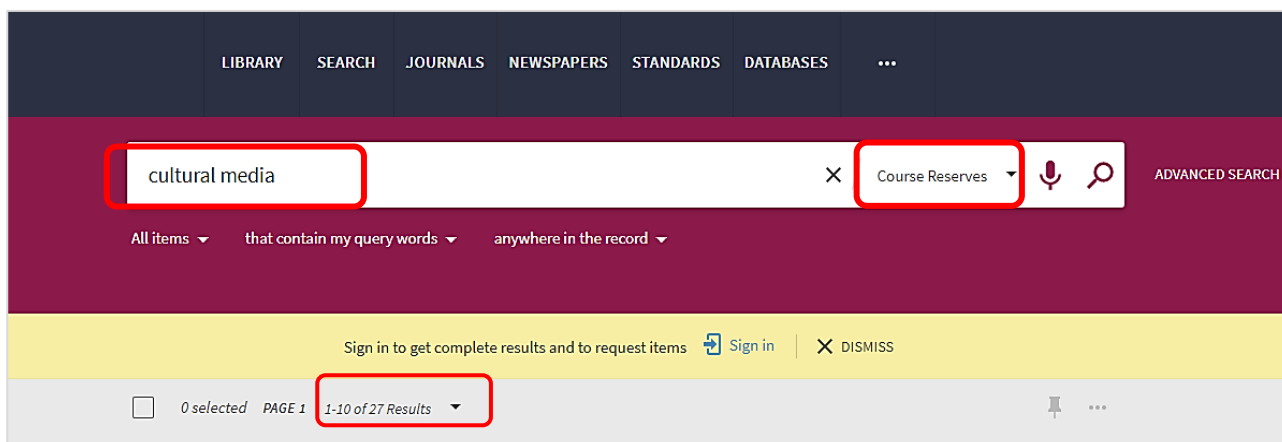 LIBRARY SEARCH JOURNALS NEWSPAPERS STANDARDS DATABASES •••
cultural media Course Reserves ADVANCED SEARCH
All items that contain my query words anywhere in the record
Sign in to get complete results and to request items Sign in DISMISS
0 selected PAGE 1 1-10 of 27 Results •••